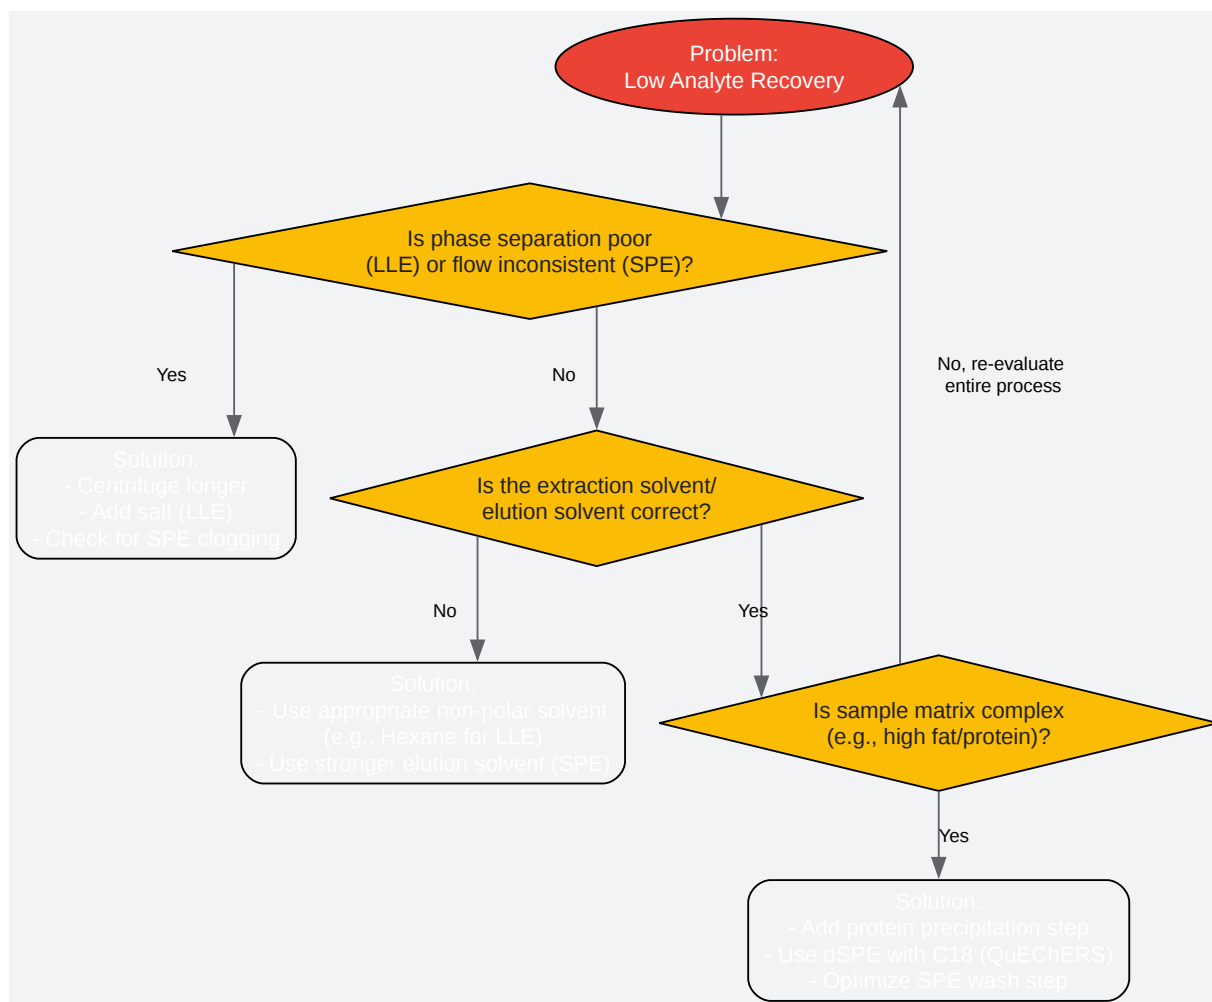 Problem:
Low Analyte Recovery
Is phase separation poor
(LLE) or flow inconsistent (SPE)?
Yes
No
No, re-evaluate
entire process
Solution:
- Centrifuge longer
- Add salt (LLE)
- Check for SPE clogging
Is the extraction solvent/
elution solvent correct?
No
Yes
Solution:
- Use appropriate non-polar solvent
(e.g., Hexane for LLE)
- Use stronger elution solvent (SPE)
Is sample matrix complex
(e.g., high fat/protein)?
Yes
Solution:
- Add protein precipitation step
- Use dSPE with C18 (QuEChERS)
- Optimize SPE wash step